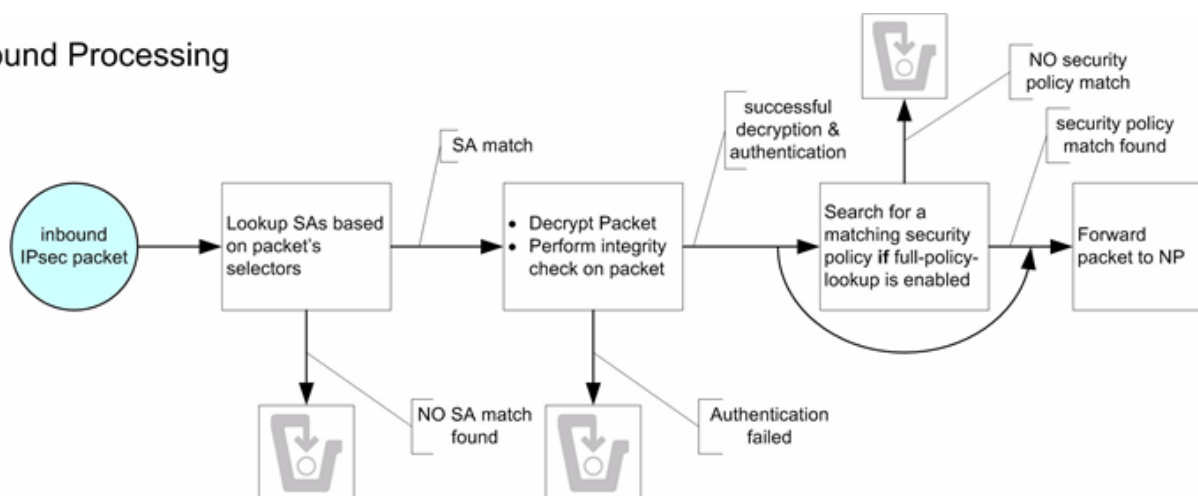 ound Processing
NO security
policy match
successful
decryption &
authentication
security policy
match found
SA match
inbound
IPsec packet
Lookup SAs based
on packet's
selectors
• Decrypt Packet
• Perform integrity
check on packet
Search for a
matching security
policy if full-policy-
lookup is enabled
Forward
packet to NP
NO SA match
found
Authentication
failed